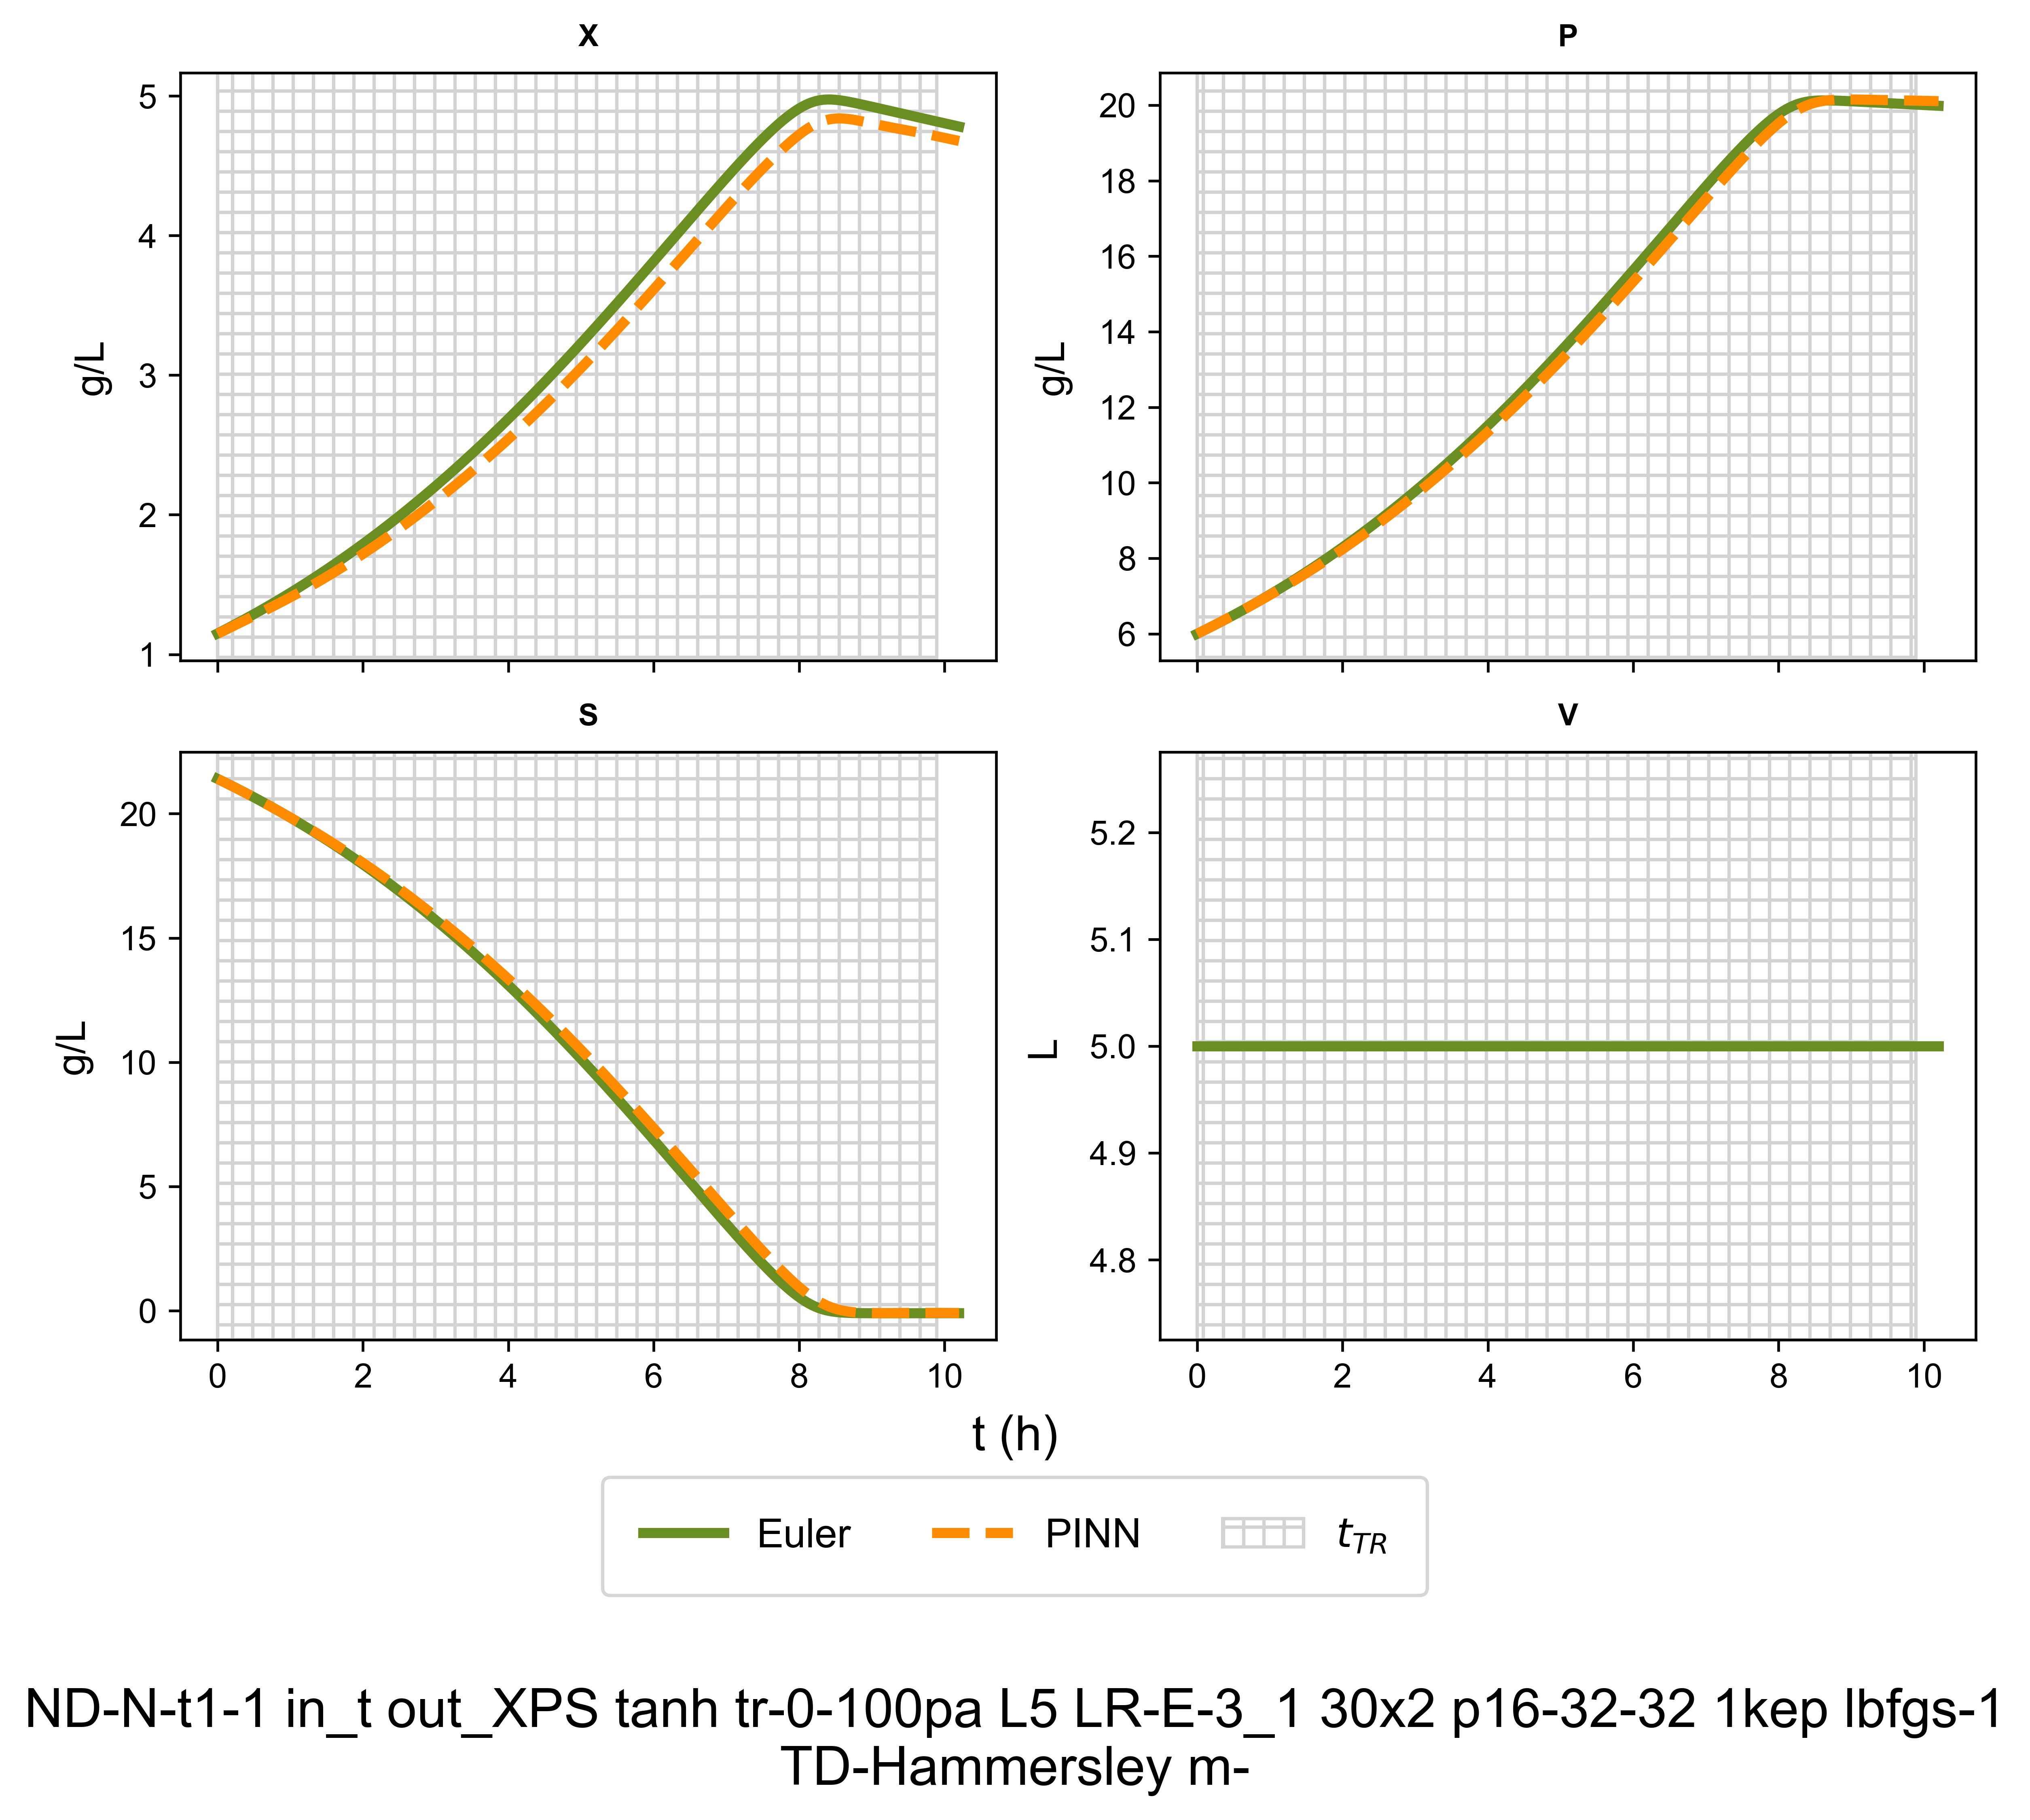 X
5
4
3
2
1
g/L
P
20
18
16
14
12
10
8
6
g/L
S
20
15
10
5
0
g/L
0 2 4 6 8 10
V
5.2
5.1
5.0
4.9
4.8
L
0 2 4 6 8 10
t (h)
Euler PINN t_TR
ND-N-t1-1 in_t out_XPS tanh tr-0-100pa L5 LR-E-3_1 30x2 p16-32-32 1kep lbfgs-1
TD-Hammersley m-